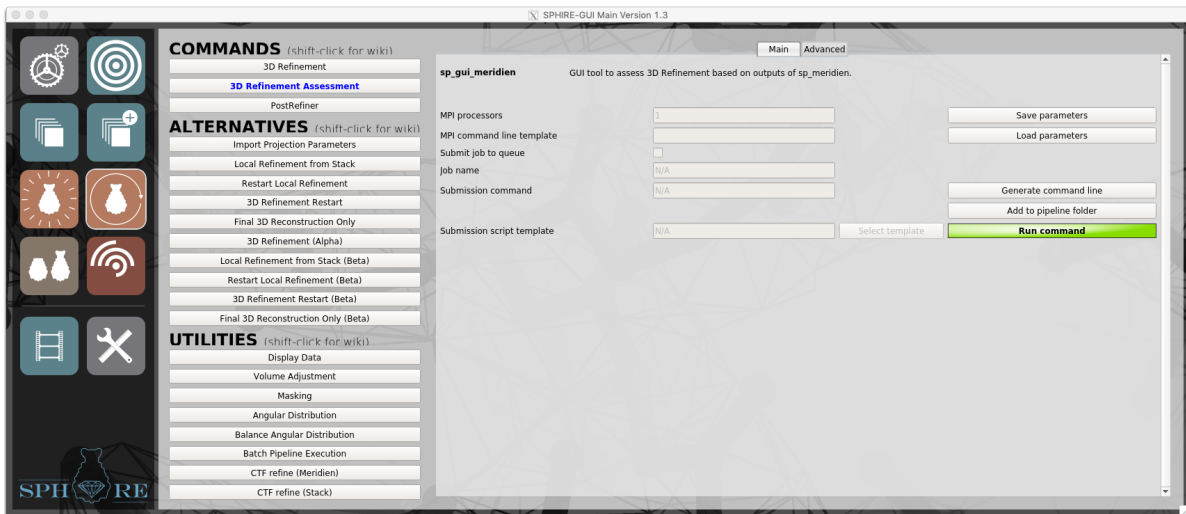 SPHIRE-GUI Main Version 1.3
COMMANDS (shift-click for wiki)
3D Refinement
3D Refinement Assessment
PostRefiner
ALTERNATIVES (shift-click for wiki)
Import Projection Parameters
Local Refinement from Stack
Restart Local Refinement
3D Refinement Restart
Final 3D Reconstruction Only
3D Refinement (Alpha)
Local Refinement from Stack (Beta)
Restart Local Refinement (Beta)
3D Refinement Restart (Beta)
Final 3D Reconstruction Only (Beta)
UTILITIES (shift-click for wiki)
Display Data
Volume Adjustment
Masking
Angular Distribution
Balance Angular Distribution
Batch Pipeline Execution
CTF refine (Meridien)
CTF refine (Stack)
SPHIRE
Main Advanced
sp_gui_meridien GUI tool to assess 3D Refinement based on outputs of sp_meridien.
MPI processors 1 Save parameters
MPI command line template Load parameters
Submit job to queue
Job name N/A
Submission command N/A Generate command line
Add to pipeline folder
Submission script template N/A Select template Run command